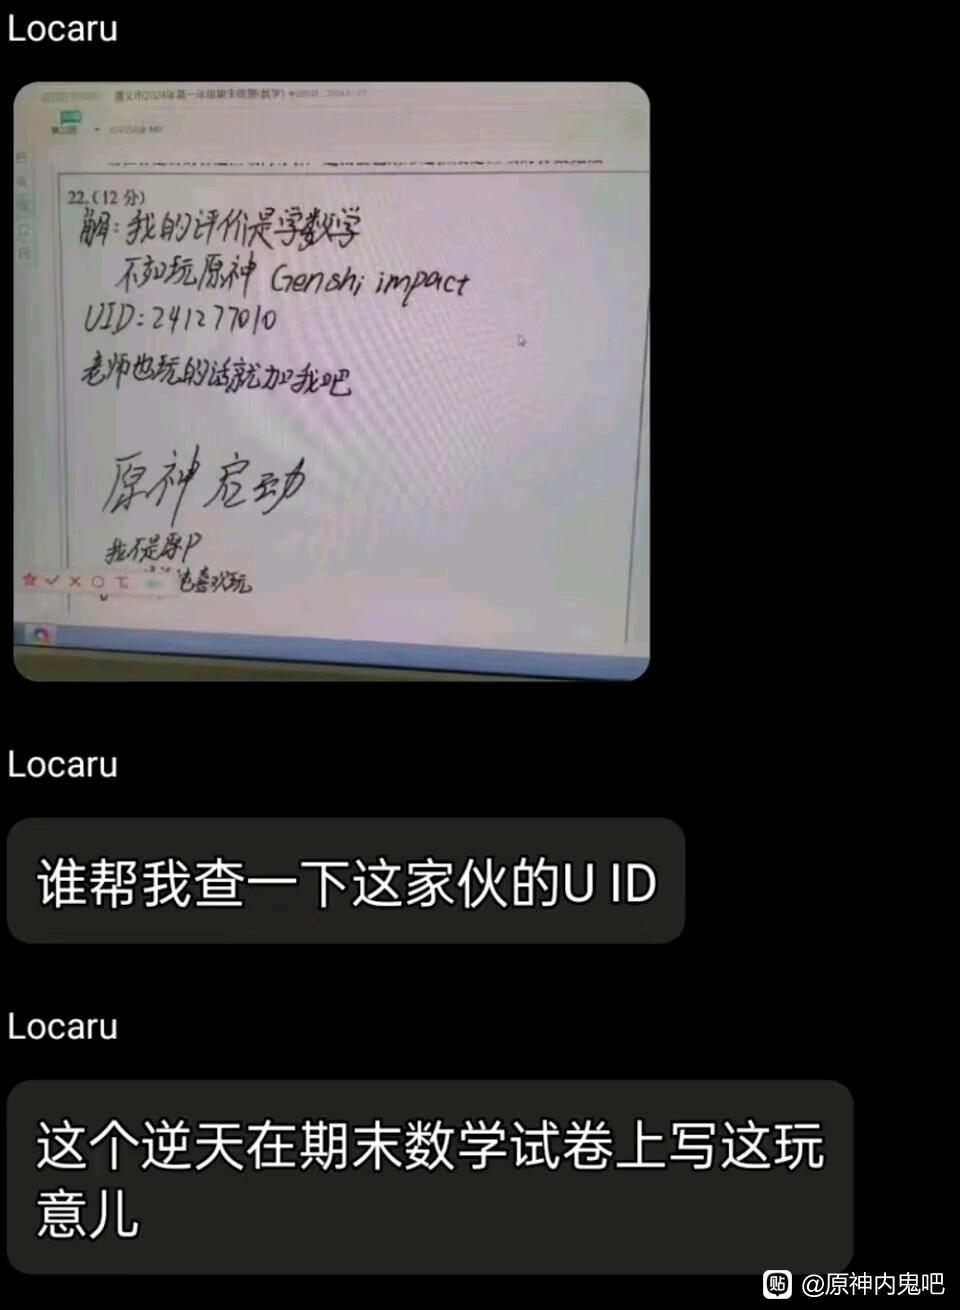 Locaru
22.(12分)
解:我的评价是学数学
不如玩原神 Genshi impact
UID:241277010
老师也玩的话就加我吧
原神 启动
我不是原P
也喜欢玩
Locaru
谁帮我查一下这家伙的U ID
Locaru
这个逆天在期末数学试卷上写这玩
意儿
贴 @原神内鬼吧